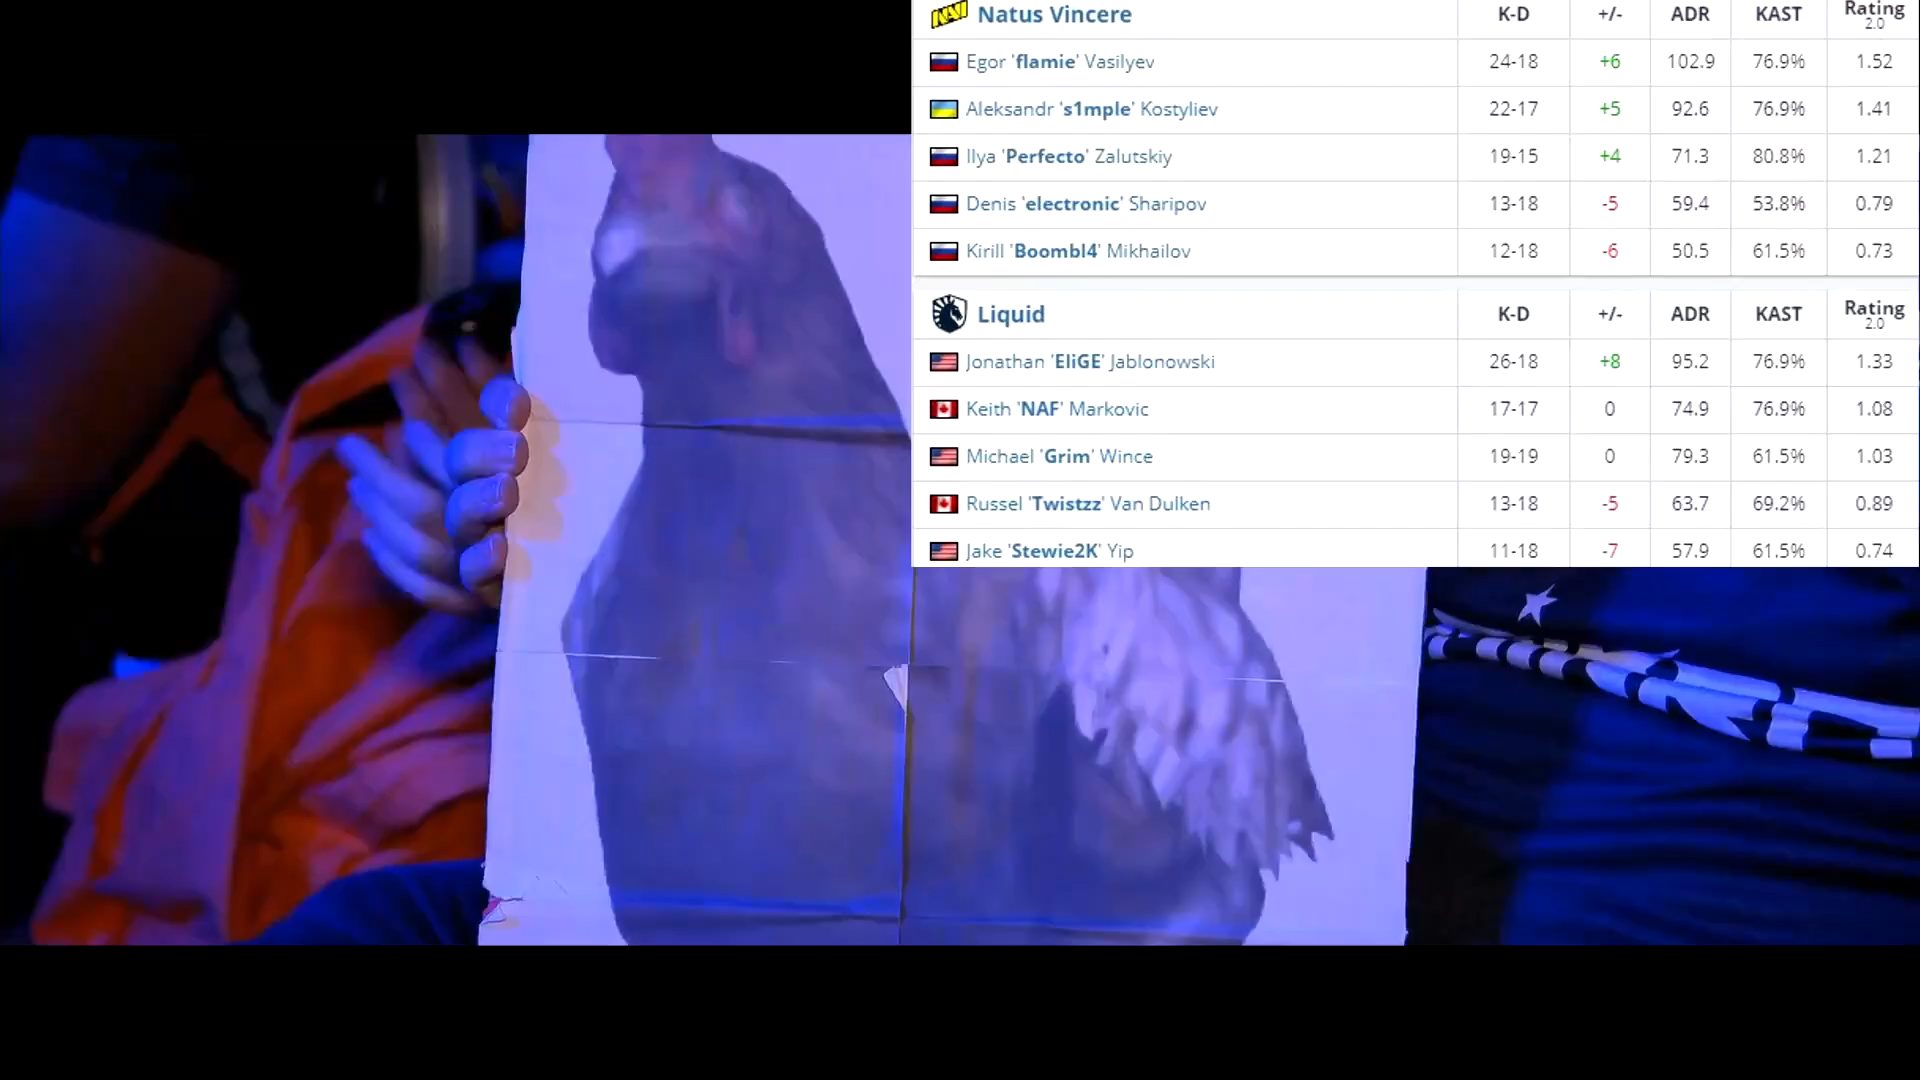 NAVI Natus Vincere K-D +/- ADR KAST Rating 2.0
Egor 'flamie' Vasilyev 24-18 +6 102.9 76.9% 1.52
Aleksandr 's1mple' Kostyliev 22-17 +5 92.6 76.9% 1.41
Ilya 'Perfecto' Zalutskiy 19-15 +4 71.3 80.8% 1.21
Denis 'electronic' Sharipov 13-18 -5 59.4 53.8% 0.79
Kirill 'Boombl4' Mikhailov 12-18 -6 50.5 61.5% 0.73
Liquid K-D +/- ADR KAST Rating 2.0
Jonathan 'EliGE' Jablonowski 26-18 +8 95.2 76.9% 1.33
Keith 'NAF' Markovic 17-17 0 74.9 76.9% 1.08
Michael 'Grim' Wince 19-19 0 79.3 61.5% 1.03
Russel 'Twistzz' Van Dulken 13-18 -5 63.7 69.2% 0.89
Jake 'Stewie2K' Yip 11-18 -7 57.9 61.5% 0.74